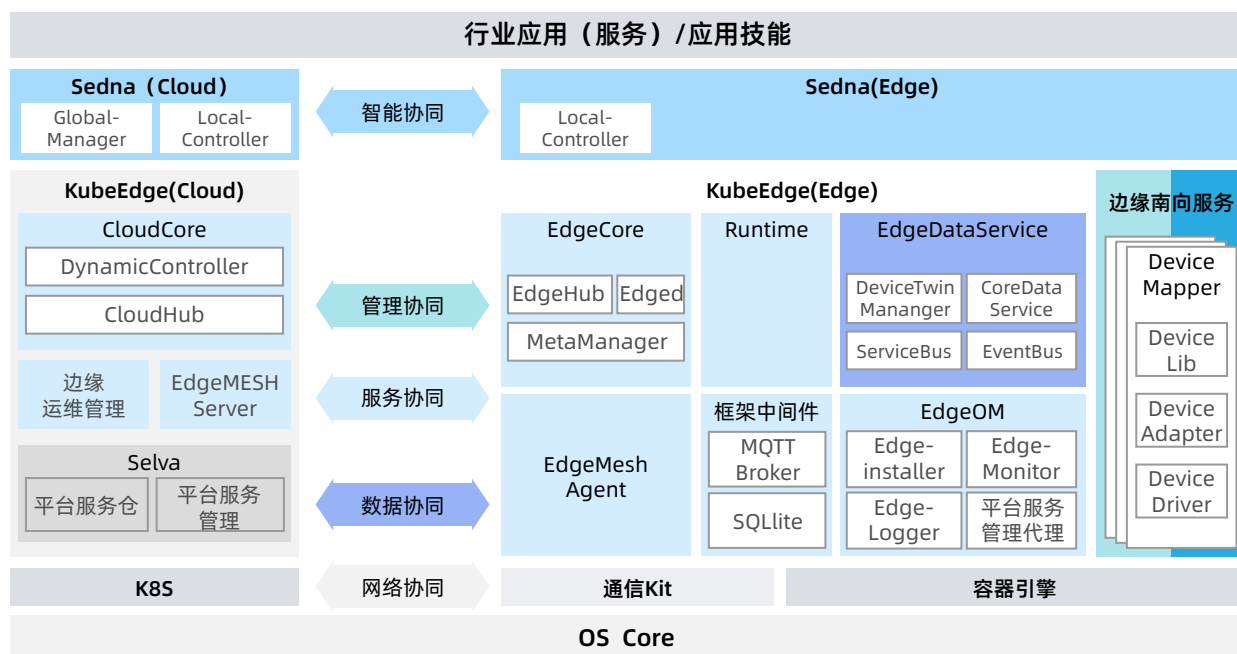 行业应用（服务）/应用技能
Sedna（Cloud）
Global-
Manager
Local-
Controller
智能协同
Sedna(Edge)
Local-
Controller
KubeEdge(Cloud)
CloudCore
DynamicController
CloudHub
边缘
运维管理
EdgeMESH
Server
Selva
平台服务仓
平台服务
管理
管理协同
服务协同
数据协同
KubeEdge(Edge)
EdgeCore
EdgeHub
Edged
MetaManager
Runtime
EdgeDataService
DeviceTwin
Mananger
CoreData
Service
ServiceBus
EventBus
EdgeMesh
Agent
框架中间件
MQTT
Broker
SQLlite
EdgeOM
Edge-
installer
Edge-
Monitor
Edge-
Logger
平台服务
管理代理
边缘南向服务
Device
Mapper
Device
Lib
Device
Adapter
Device
Driver
K8S
网络协同
通信Kit
容器引擎
OS Core